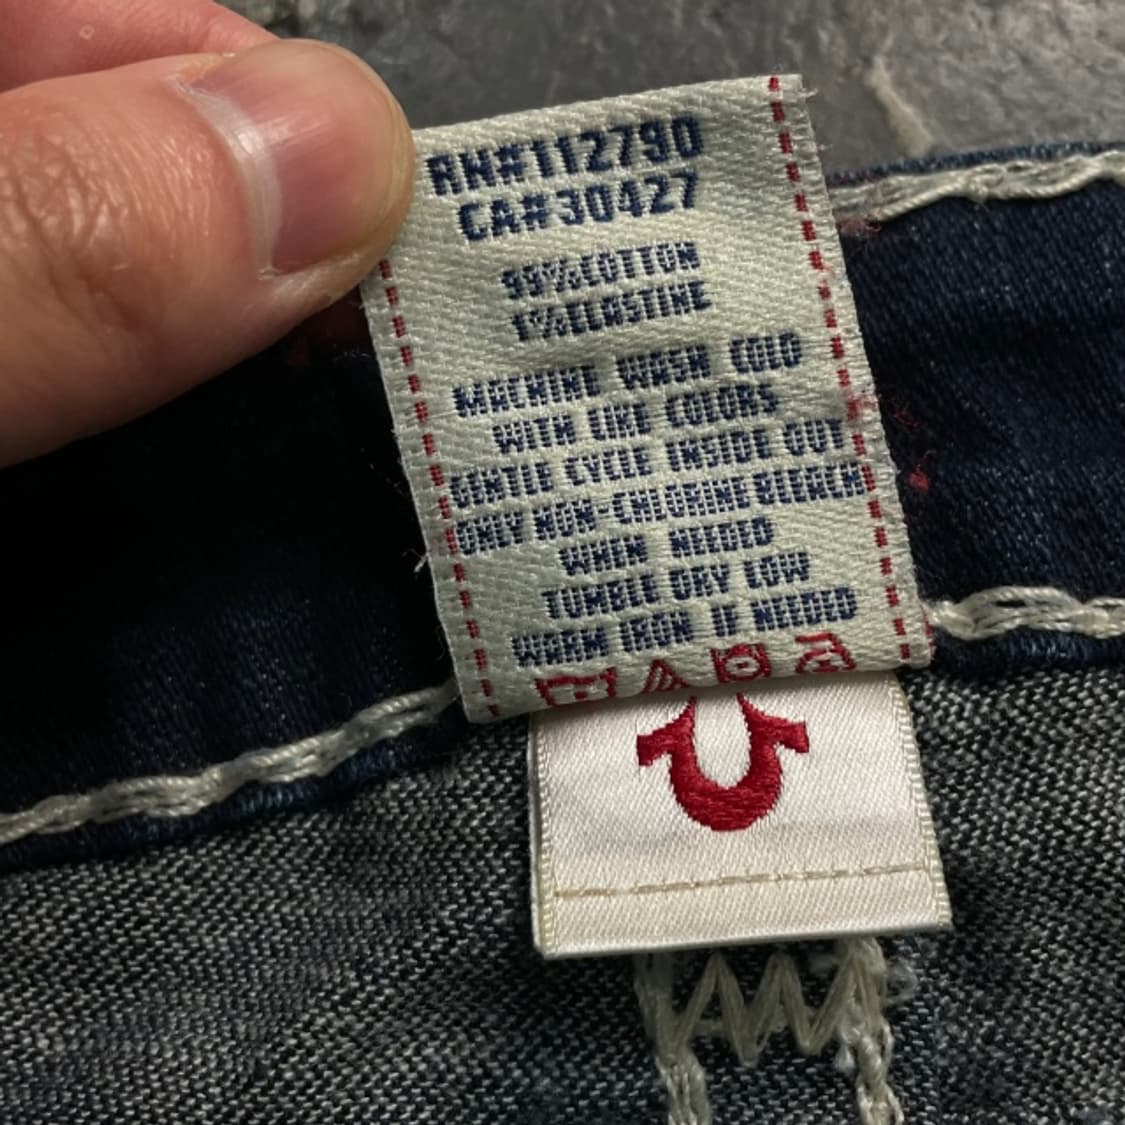 RN#112790
CA#30427
99%COTTON
1%ELASTINE
MACHINE WASH COLD
WITH LIKE COLORS
GENTLE CYCLE INSIDE OUT
ONLY NON-CHLORINE BLEACH
WHEN NEEDED
TUMBLE DRY LOW
WARM IRON IF NEEDED